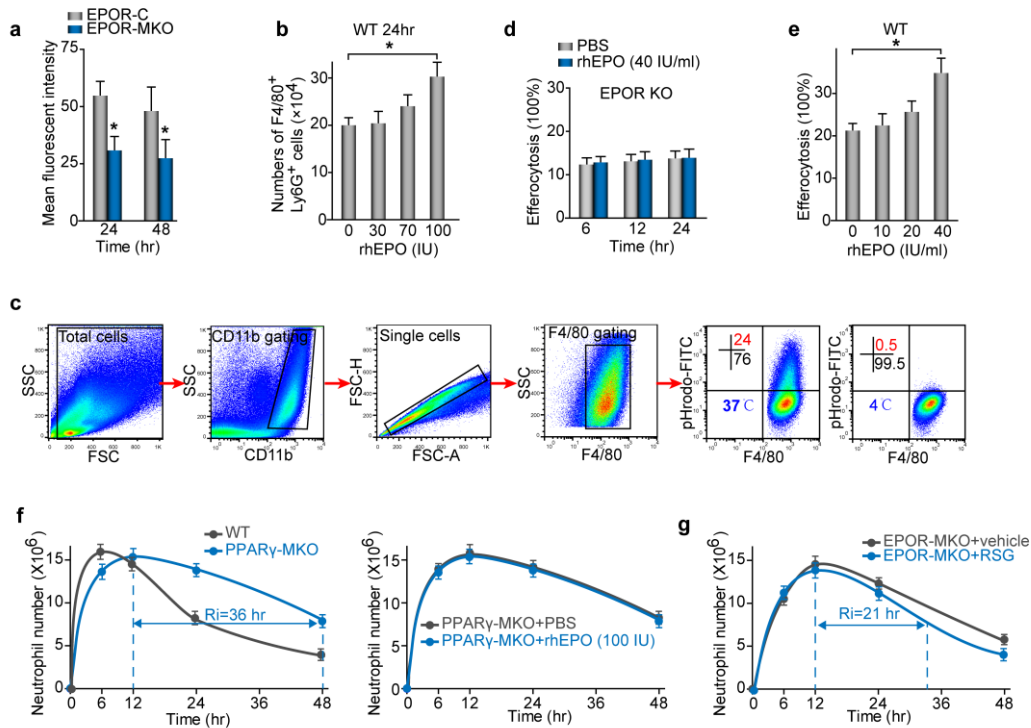 a
EPOR-C
EPOR-MKO
Mean fluorescent intensity
75
50
25
0
*
*
24 48
Time (hr)
b
WT 24hr
*
Numbers of F4/80+
Ly6G+ cells (×10⁴)
30
20
10
0
0 30 70 100
rhEPO (IU)
d
PBS
rhEPO (40 IU/ml)
EPOR KO
Efferocytosis (100%)
30
20
10
0
6 12 24
Time (hr)
e
WT
*
Efferocytosis (100%)
40
30
20
10
0
0 10 20 40
rhEPO (IU/ml)
c
Total cells
SSC
FSC
CD11b gating
SSC
CD11b
Single cells
FSC-H
FSC-A
F4/80 gating
SSC
F4/80
24
76
37℃
pHrodo-FITC
F4/80
0.5
99.5
4℃
pHrodo-FITC
F4/80
f
WT
PPARγ-MKO
Neutrophil number (X10⁶)
15
10
5
0
Ri=36 hr
0 6 12 24 36 48
Time (hr)
Neutrophil number (X10⁶)
15
10
5
0
PPARγ-MKO+PBS
PPARγ-MKO+rhEPO (100 IU)
0 6 12 24 36 48
Time (hr)
g
EPOR-MKO+vehicle
EPOR-MKO+RSG
Neutrophil number (X10⁶)
15
10
5
0
Ri=21 hr
0 6 12 24 36 48
Time (hr)